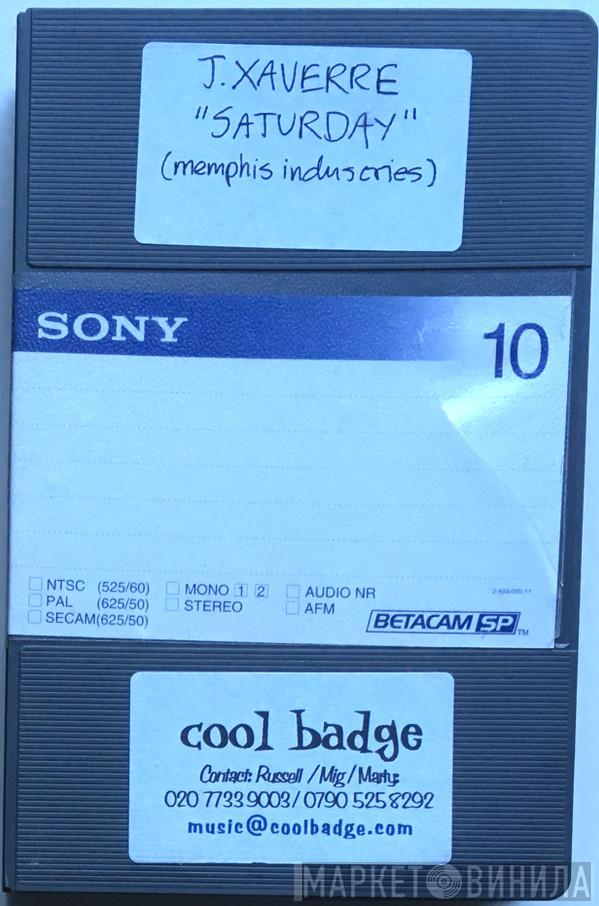 J.XAVERRE
"SATURDAY"
(memphis industries)
SONY
10
NTSC (525/60)
PAL (625/50)
SECAM(625/50)
MONO 1 2
STEREO
AUDIO NR
AFM
BETACAM SP TM
cool badge
Contact: Russell / Mig / Marty:
020 7733 9003 / 0790 525 8292
music@coolbadge.com
МАРКЕТ ВИНИЛА